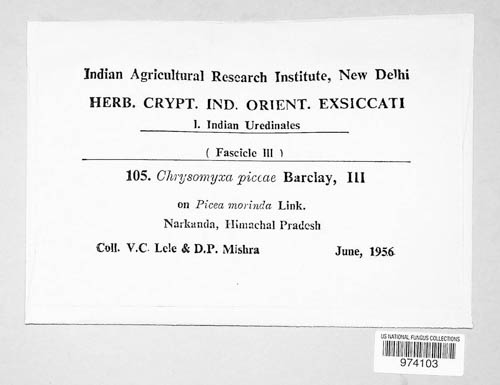 Indian Agricultural Research Institute, New Delhi
HERB. CRYPT. IND. ORIENT. EXSICCATI
1. Indian Uredinales
( Fascicle III )
105. Chrysomyxa piceae Barclay, III
on Picea morinda Link.
Narkanda, Himachal Pradesh
Coll. V.C. Lele & D.P. Mishra June, 1956
US NATIONAL FUNGUS COLLECTIONS
974103